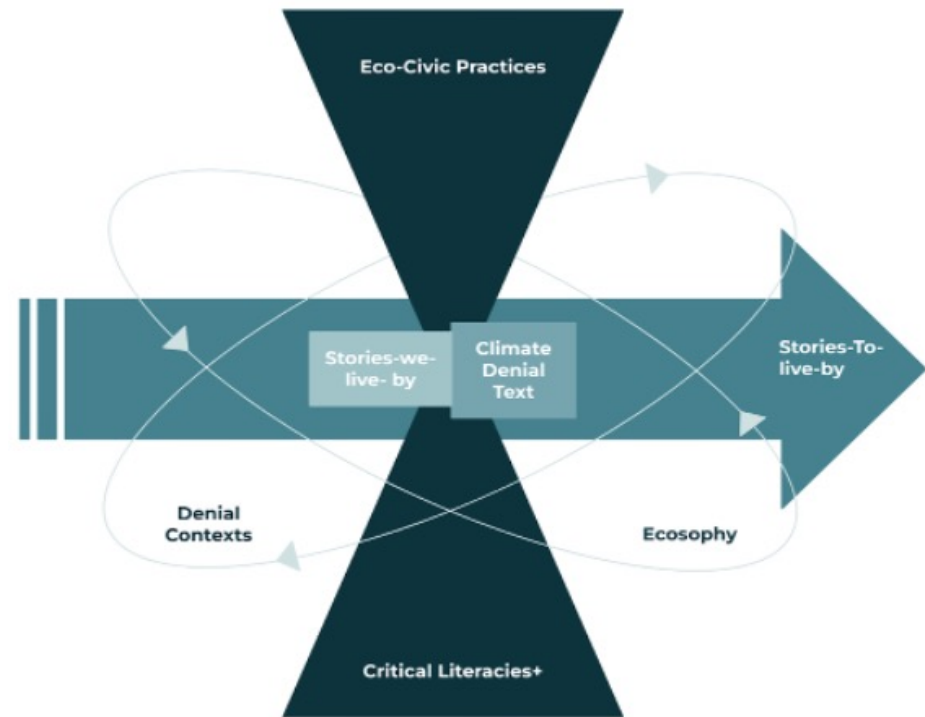 Eco-Civic Practices
Stories-we-
live- by
Climate
Denial
Text
Stories-To-
live-by
Denial
Contexts
Ecosophy
Critical Literacies+